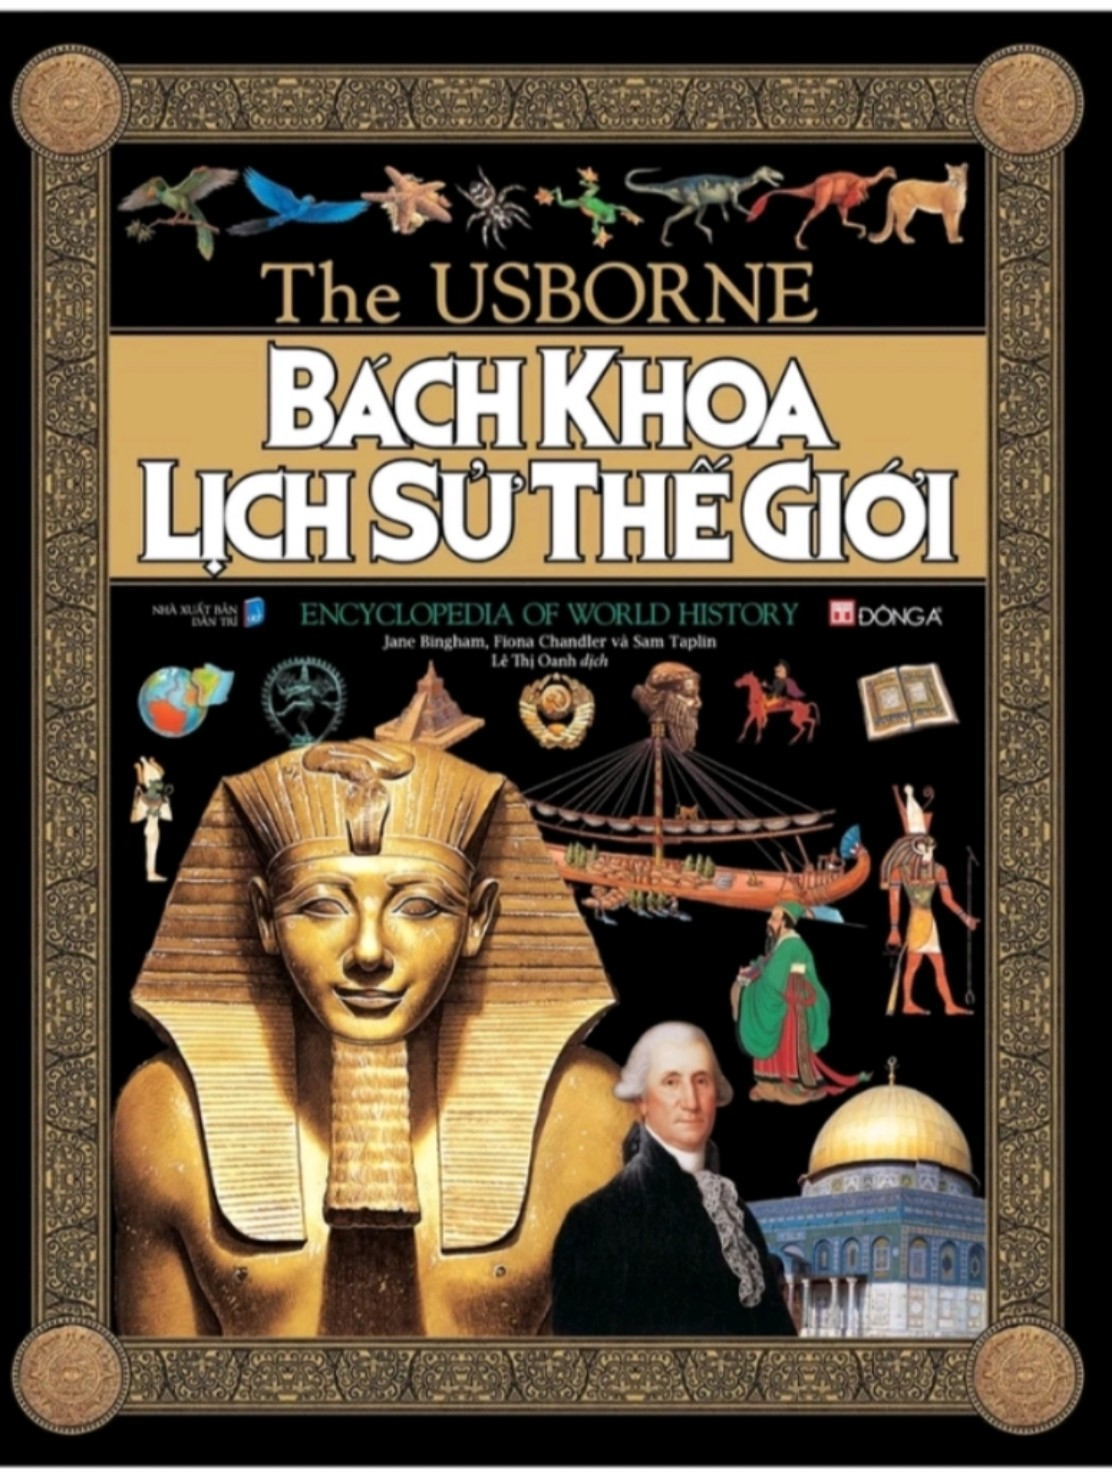 The USBORNE
BÁCH KHOA
LỊCH SỬ THẾ GIỚI
NHÀ XUẤT BẢN
DÂN TRÍ
ENCYCLOPEDIA OF WORLD HISTORY
ĐÔNG A
Jane Bingham, Fiona Chandler và Sam Taplin
Lê Thị Oanh dịch